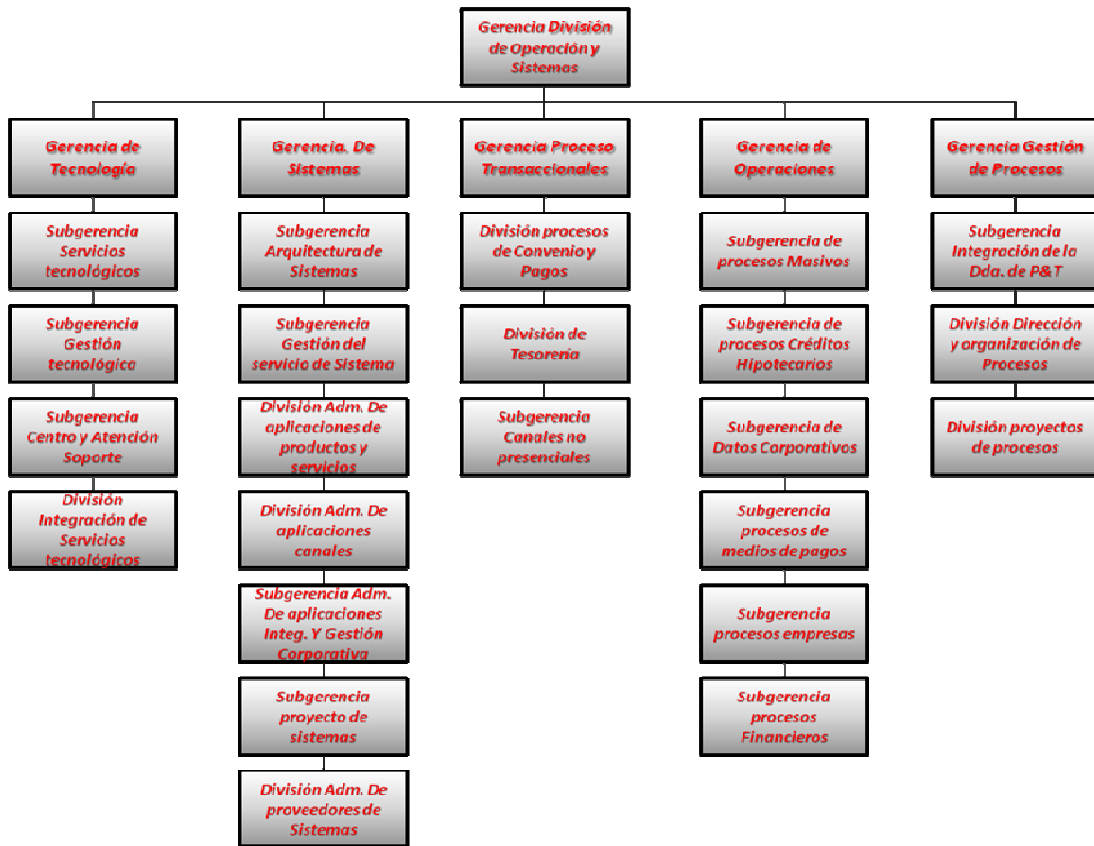 Gerencia División
de Operación y
Sistemas
Gerencia de
Tecnología
Subgerencia
Servicios
tecnológicos
Subgerencia
Gestión
tecnológica
Subgerencia
Centro y Atención
Soporte
División
Integración de
Servicios
tecnológicos
Gerencia. De
Sistemas
Subgerencia
Arquitectura de
Sistemas
Subgerencia
Gestión del
servicio de Sistema
División Adm. De
aplicaciones de
productos y
servicios
División Adm. De
aplicaciones
canales
Subgerencia Adm.
De aplicaciones
Integ. Y Gestión
Corporativa
Subgerencia
proyecto de
sistemas
División Adm. De
proveedores de
Sistemas
Gerencia Proceso
Transaccionales
División procesos
de Convenio y
Pagos
División de
Tesorería
Subgerencia
Canales no
presenciales
Gerencia de
Operaciones
Subgerencia de
procesos Masivos
Subgerencia de
procesos Créditos
Hipotecarios
Subgerencia de
Datos Corporativos
Subgerencia
procesos de
medios de pagos
Subgerencia
procesos empresas
Subgerencia
procesos
Financieros
Gerencia Gestión
de Procesos
Subgerencia
Integración de la
Dda. de P&T
División Dirección
y organización de
Procesos
División proyectos
de procesos